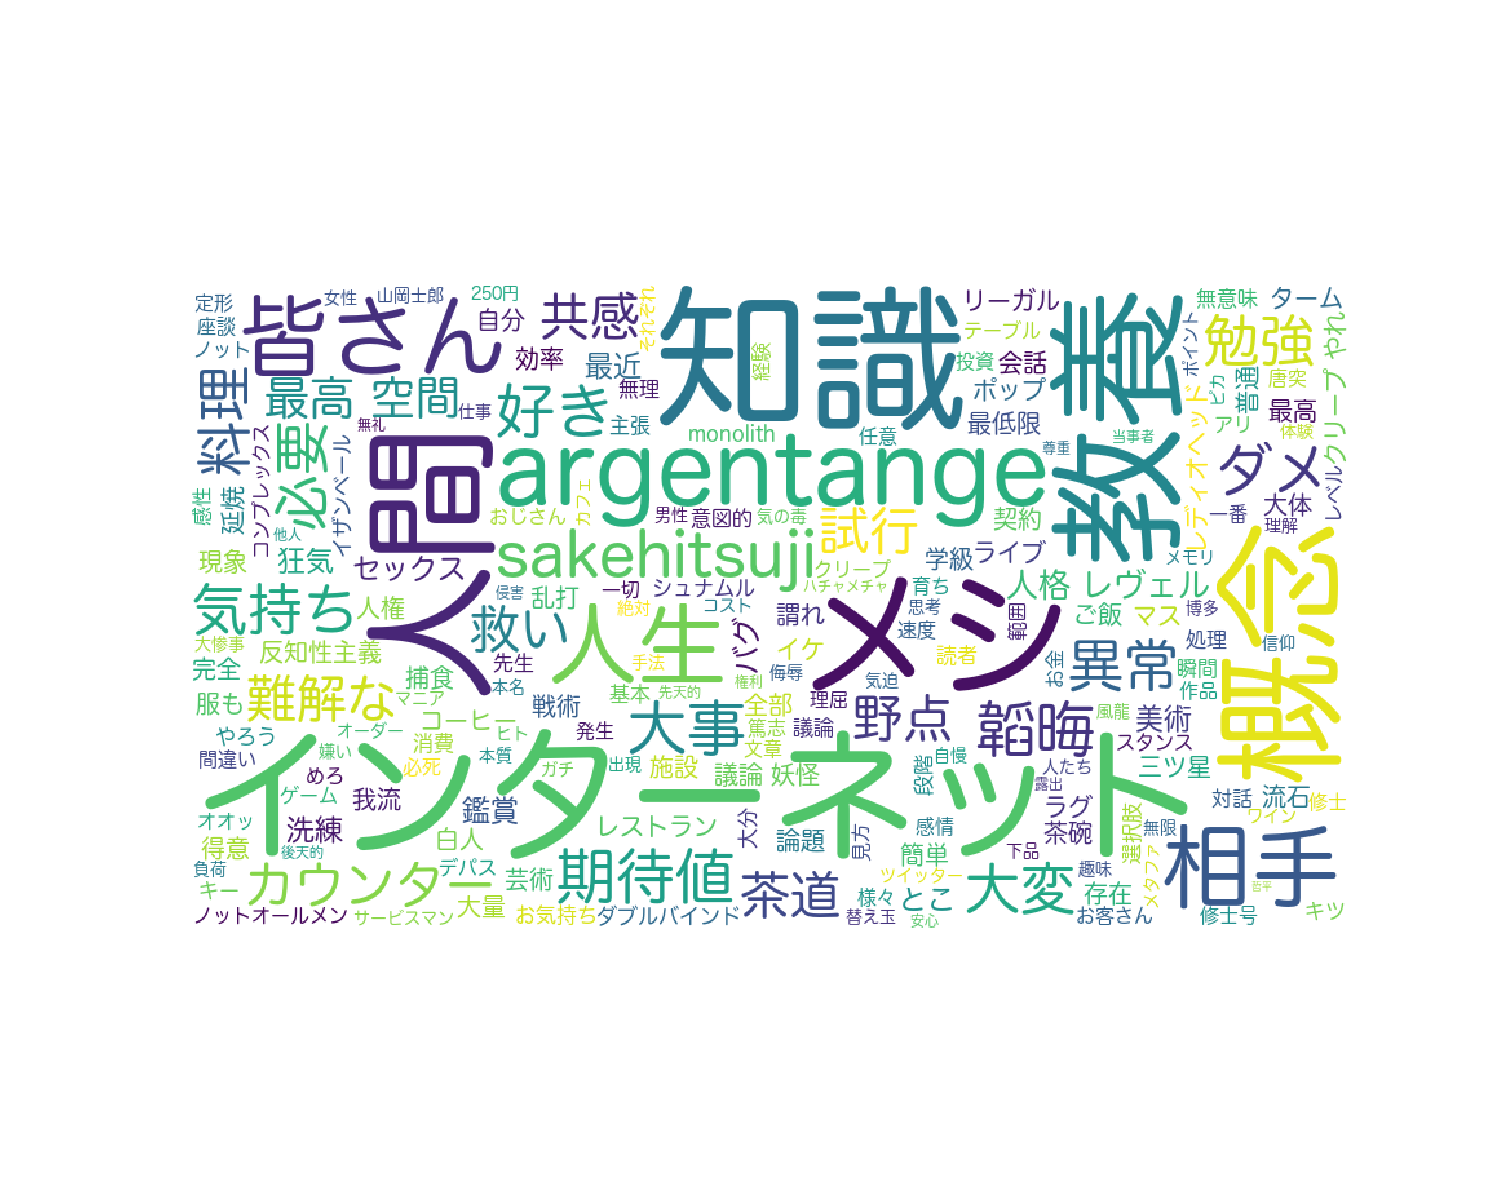 定形
女性
山岡士郎
250円
皆さん
自分
共感
それぞれ
知識
経験
リーガル
テーブル
投資
会話
ポップ
最低限
教養
ポイント
無意味
ターム
勉強
やれ
座談
ノット
料理
最高
空間
仕事
無礼
効率
最近
無理
好き
主張
monolith
任意
尊重
当事者
レディオヘッド
ピカ
普通
唐突
最高
アリ
体験
クリープ
ダメ
レベル
一番
大体
理解
感性
延焼
コンプレックス
必要
他人
イザンペール
人間
argentange
おじさん
カフェ
男性
意図的
気の毒
試行
契約
メモリ
概念
現象
狂気
セックス
sakehitsuji
クリープ
学級
ライブ
気持ち
人権
侵害
乱打
一切
シュナムル
ハチャメチャ
育ち
人格
レヴェル
救い
人生
絶対
コスト
バグ
謂れ
思考
速度
メシ
範囲
ご飯
マス
博多
処理
信仰
大惨事
完全
反知性主義
先生
手法
イケ
読者
お金
異常
瞬間
作品
服も
難解な
捕食
マニア
本名
戦術
基本
先天的
権利
侮辱
気迫
理屈
全部
風龍
美術
やろう
オーダー
コーヒー
ヒト
発生
大事
篤志
文章
議論
野点
韜晦
スタンス
間違い
嫌い
消費
必死
本質
ガチ
出現
施設
議論
妖怪
段階
自慢
人たち
露出
三ツ星
めろ
ゲーム
我流
インターネット
対話
流石
修士
オオッ
洗練
鑑賞
レストラン
大分
論題
見方
感情
ラグ
茶碗
選択肢
無限
ワイン
得意
後天的
白人
簡単
下品
相手
負荷
カウンター
デパス
芸術
期待値
茶道
ツイッター
大変
趣味
存在
メタファ
皆平
キー
ノットオールメン
サービスマン
大量
お気持ち
ダブルバインド
替え玉
様々
とこ
安心
お客さん
修士号
キツ